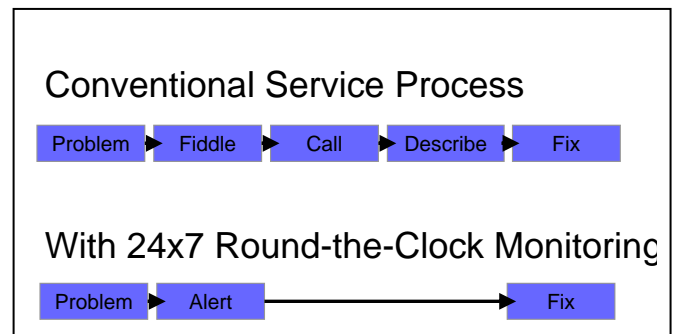 Conventional Service Process
Problem Fiddle Call Describe Fix
With 24x7 Round-the-Clock Monitoring
Problem Alert Fix